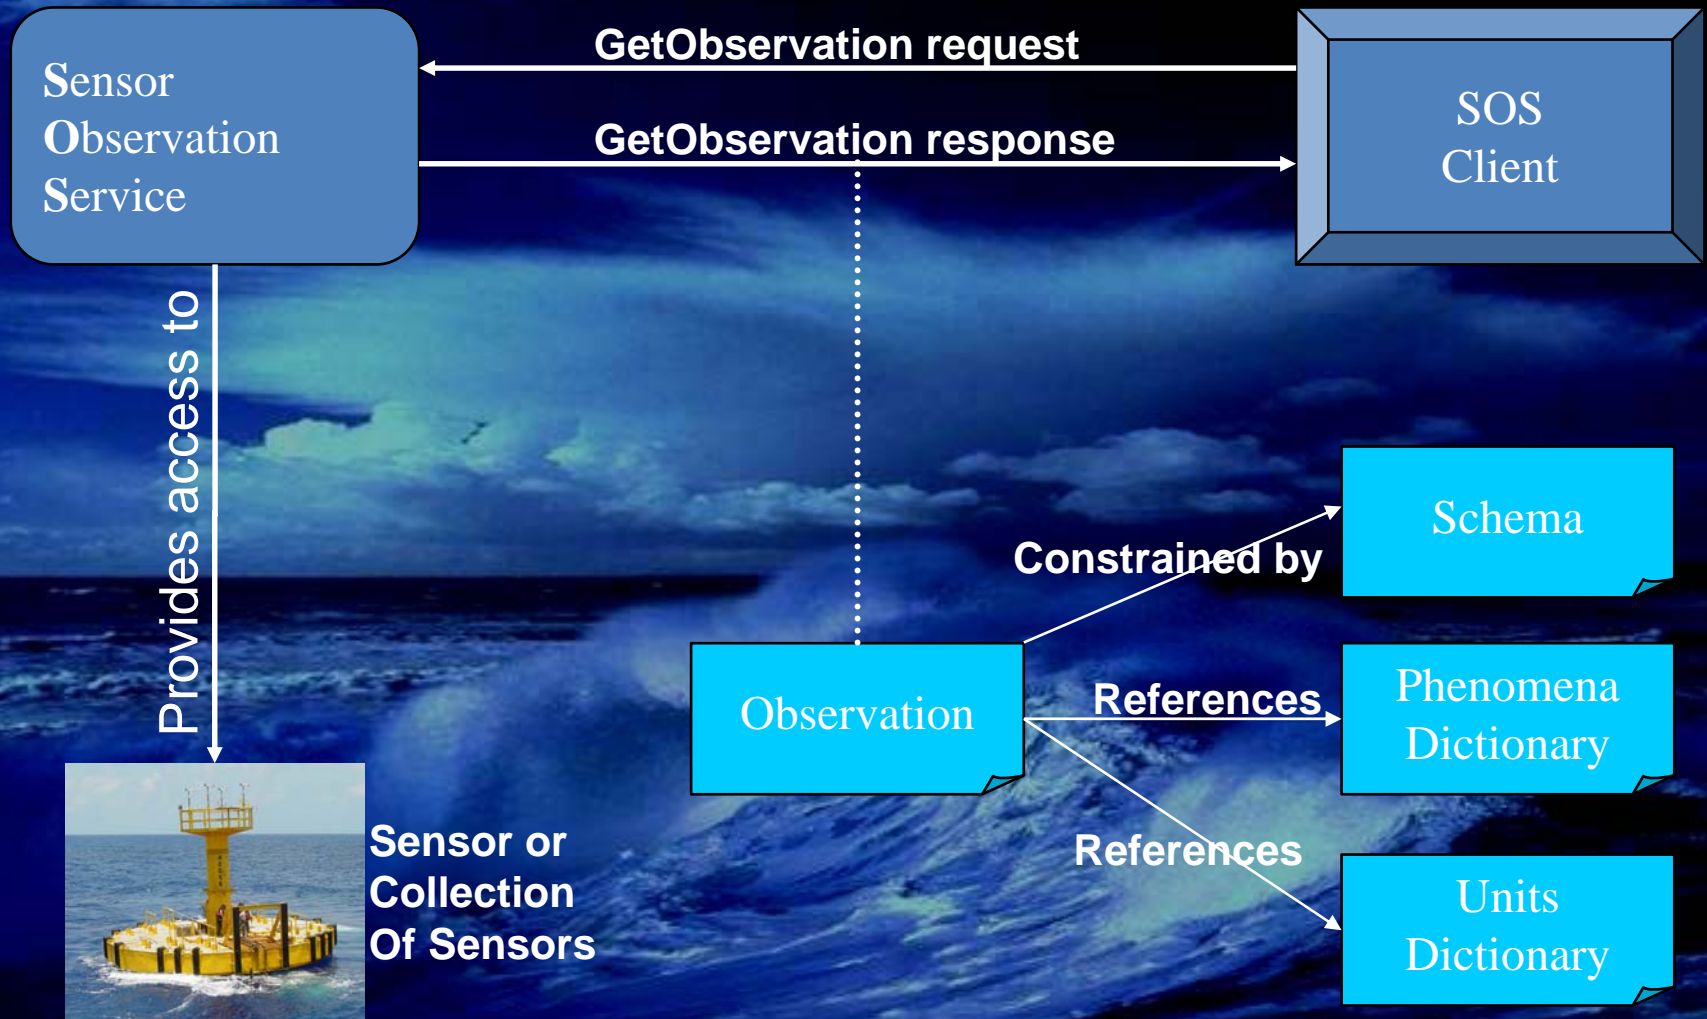 Sensor
Observation
Service
GetObservation request
GetObservation response
SOS
Client
Provides access to
Sensor or
Collection
Of Sensors
Observation
Constrained by
References
References
Schema
Phenomena
Dictionary
Units
Dictionary